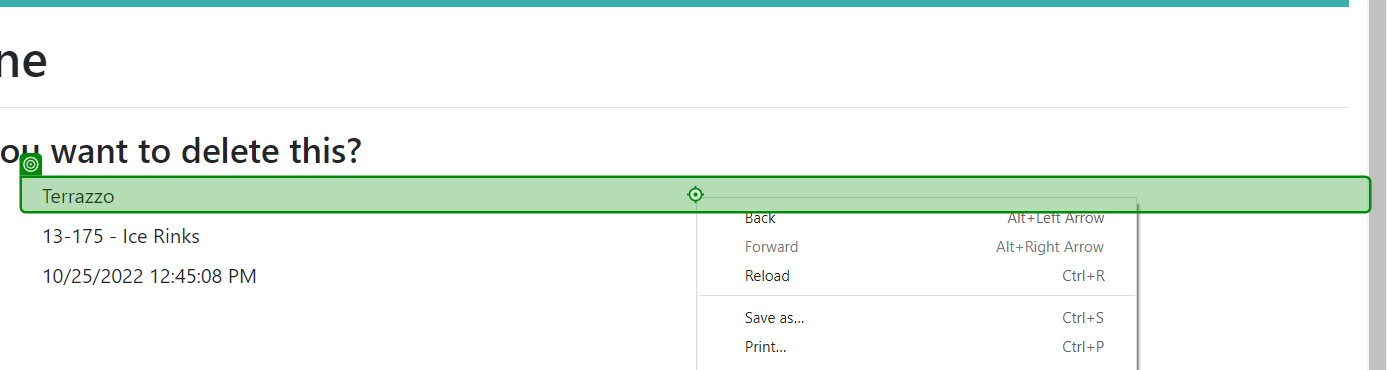 ne
ou want to delete this?
Terrazzo
13-175 - Ice Rinks
10/25/2022 12:45:08 PM
Back Alt+Left Arrow
Forward Alt+Right Arrow
Reload Ctrl+R
Save as... Ctrl+S
Print... Ctrl+P